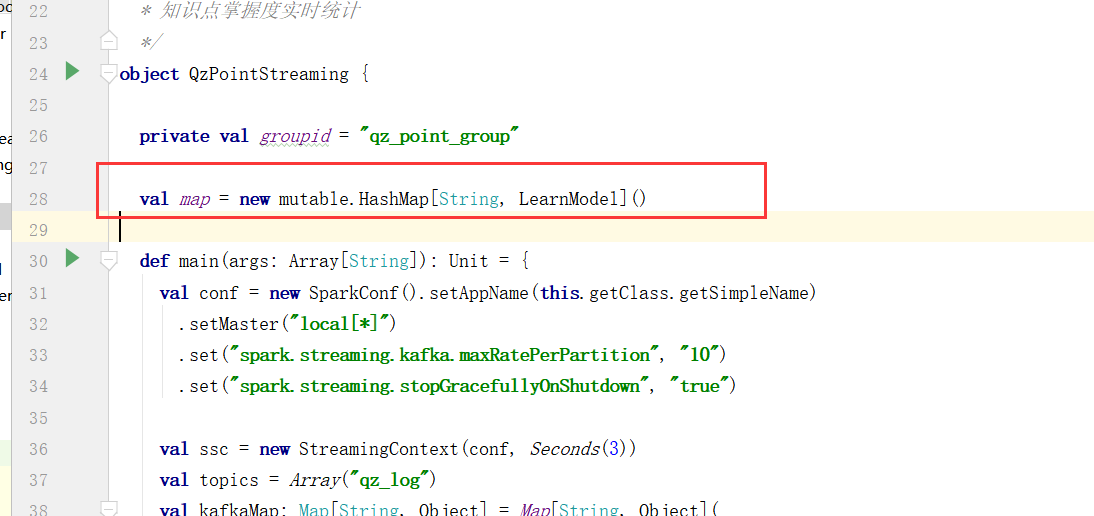 22 * 知识点掌握度实时统计
23 */
24 object QzPointStreaming {
25
26 private val groupid = "qz_point_group"
27
28 val map = new mutable.HashMap[String, LearnModel]()
29
30 def main(args: Array[String]): Unit = {
31 val conf = new SparkConf().setAppName(this.getClass.getSimpleName)
32 .setMaster("local[*]")
33 .set("spark.streaming.kafka.maxRatePerPartition", "10")
34 .set("spark.streaming.stopGracefullyOnShutdown", "true")
35
36 val ssc = new StreamingContext(conf, Seconds(3))
37 val topics = Array("qz_log")
38 val kafkaMap: Map[String, Object] = Map[String, Object](